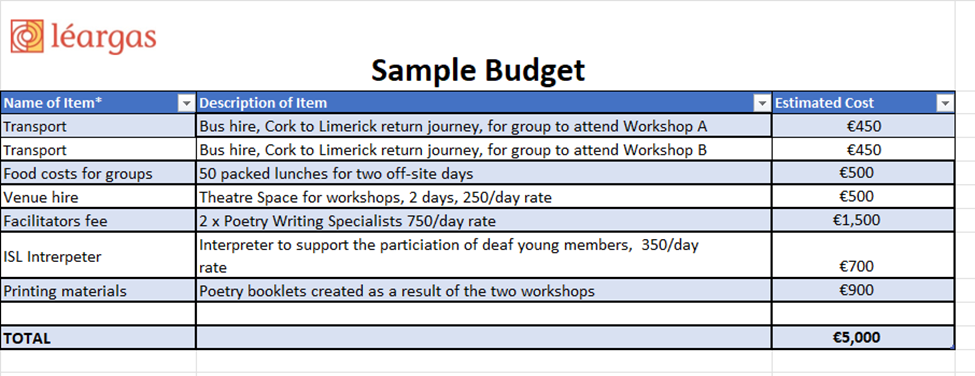 léargas
Sample Budget
Name of Item* Description of Item Estimated Cost
Transport Bus hire, Cork to Limerick return journey, for group to attend Workshop A €450
Transport Bus hire, Cork to Limerick return journey, for group to attend Workshop B €450
Food costs for groups 50 packed lunches for two off-site days €500
Venue hire Theatre Space for workshops, 2 days, 250/day rate €500
Facilitators fee 2 x Poetry Writing Specialists 750/day rate €1,500
Interpreter to support the particiation of deaf young members, 350/day
ISL Intrerpeter rate €700
Printing materials Poetry booklets created as a result of the two workshops €900
TOTAL €5,000